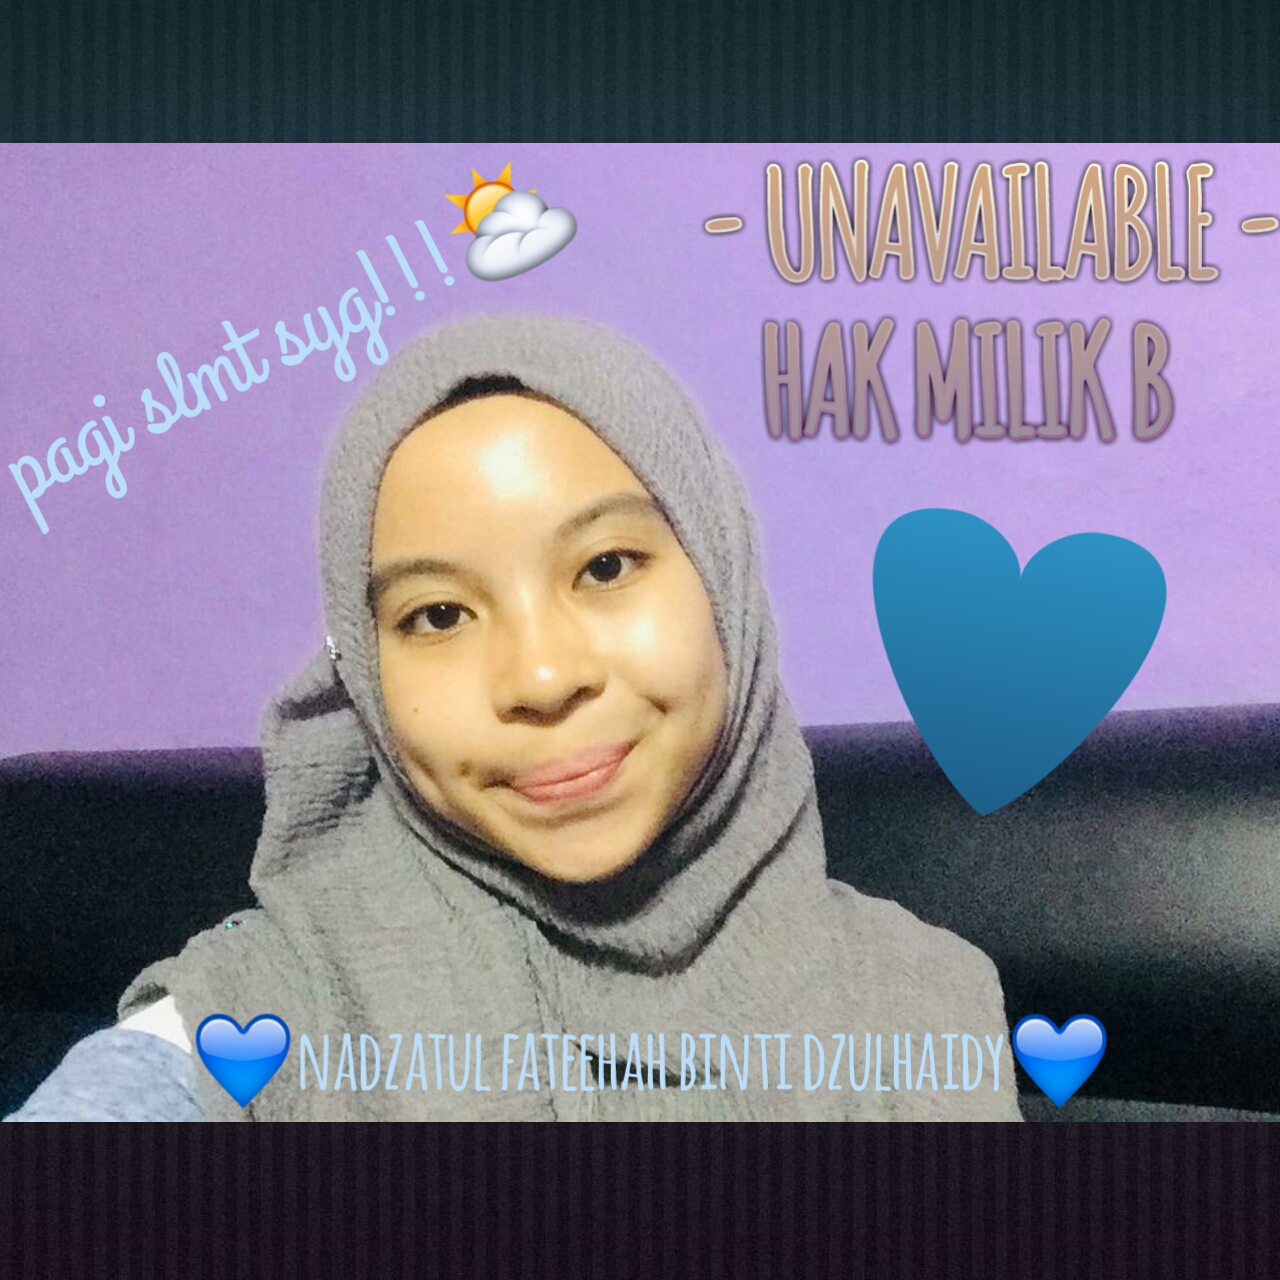 pagi slmt syg!!!
- UNAVAILABLE -
HAK MILIK B
NADZATUL FATEEHAH BINTI DZULHAIDY